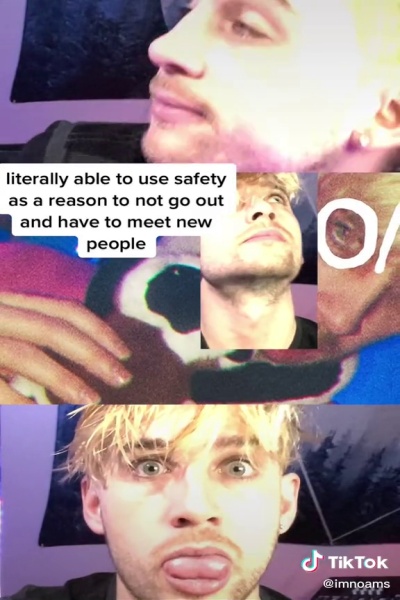 literally able to use safety
as a reason to not go out
and have to meet new
people
O/
TikTok
@imnoams